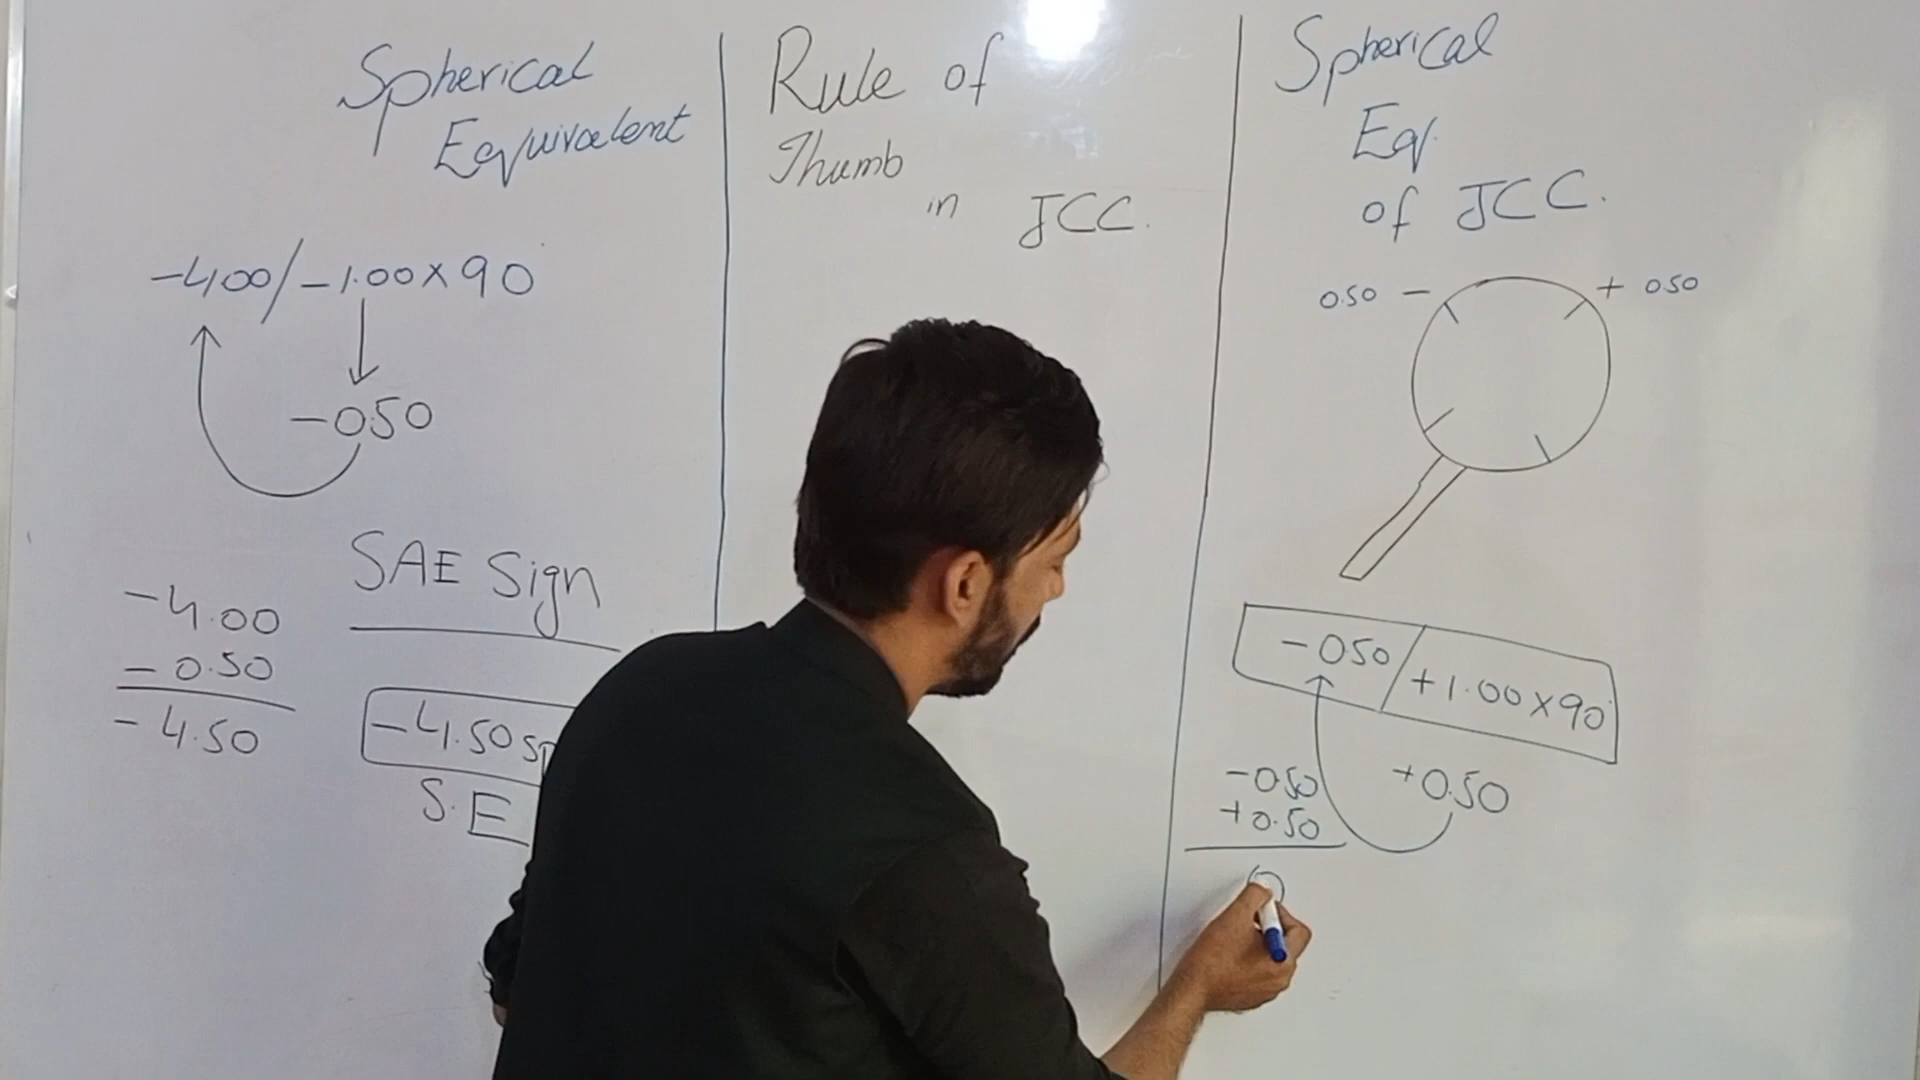 Spherical
Equivalent
-4.00/-1.00x90
-0.50
SAE Sign
-4.00
-0.50
-4.50
-4.50 sp
S.E
Rule of
Thumb
in JCC.
Spherical
Eq.
of JCC.
0.50 - + 0.50
-0.50/+1.00x90
-0.50
+0.50
+0.50